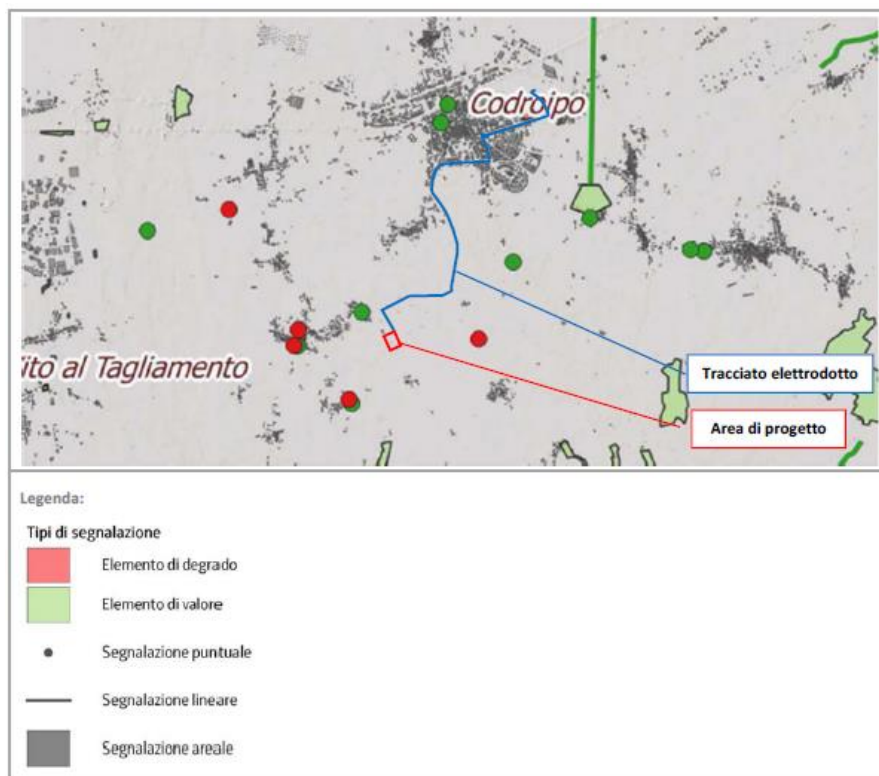 Codroipo
ito al Tagliamento
Tracciato elettrodotto
Area di progetto
Legenda:
Tipi di segnalazione
Elemento di degrado
Elemento di valore
Segnalazione puntuale
Segnalazione lineare
Segnalazione areale